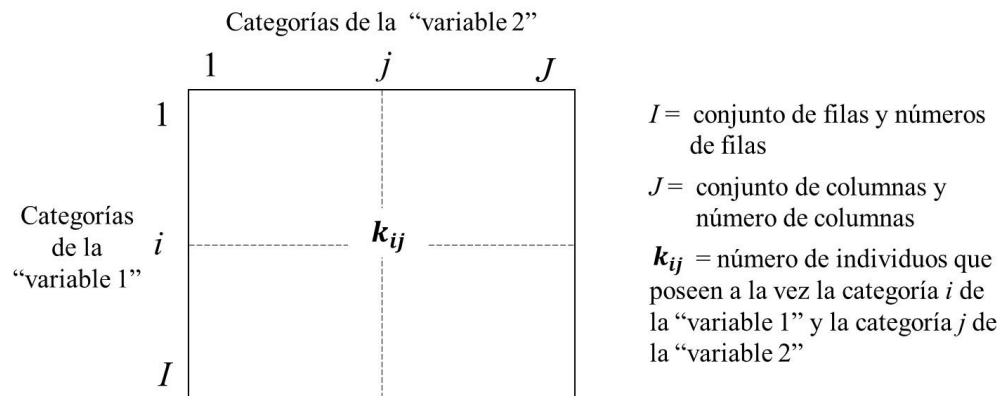 Categorías de la “variable 2”
1 j J
1
Categorías
de la
“variable 1”
i
k_ij
I
I = conjunto de filas y números
de filas
J = conjunto de columnas y
número de columnas
k_ij = número de individuos que
poseen a la vez la categoría i de
la “variable 1” y la categoría j de
la “variable 2”